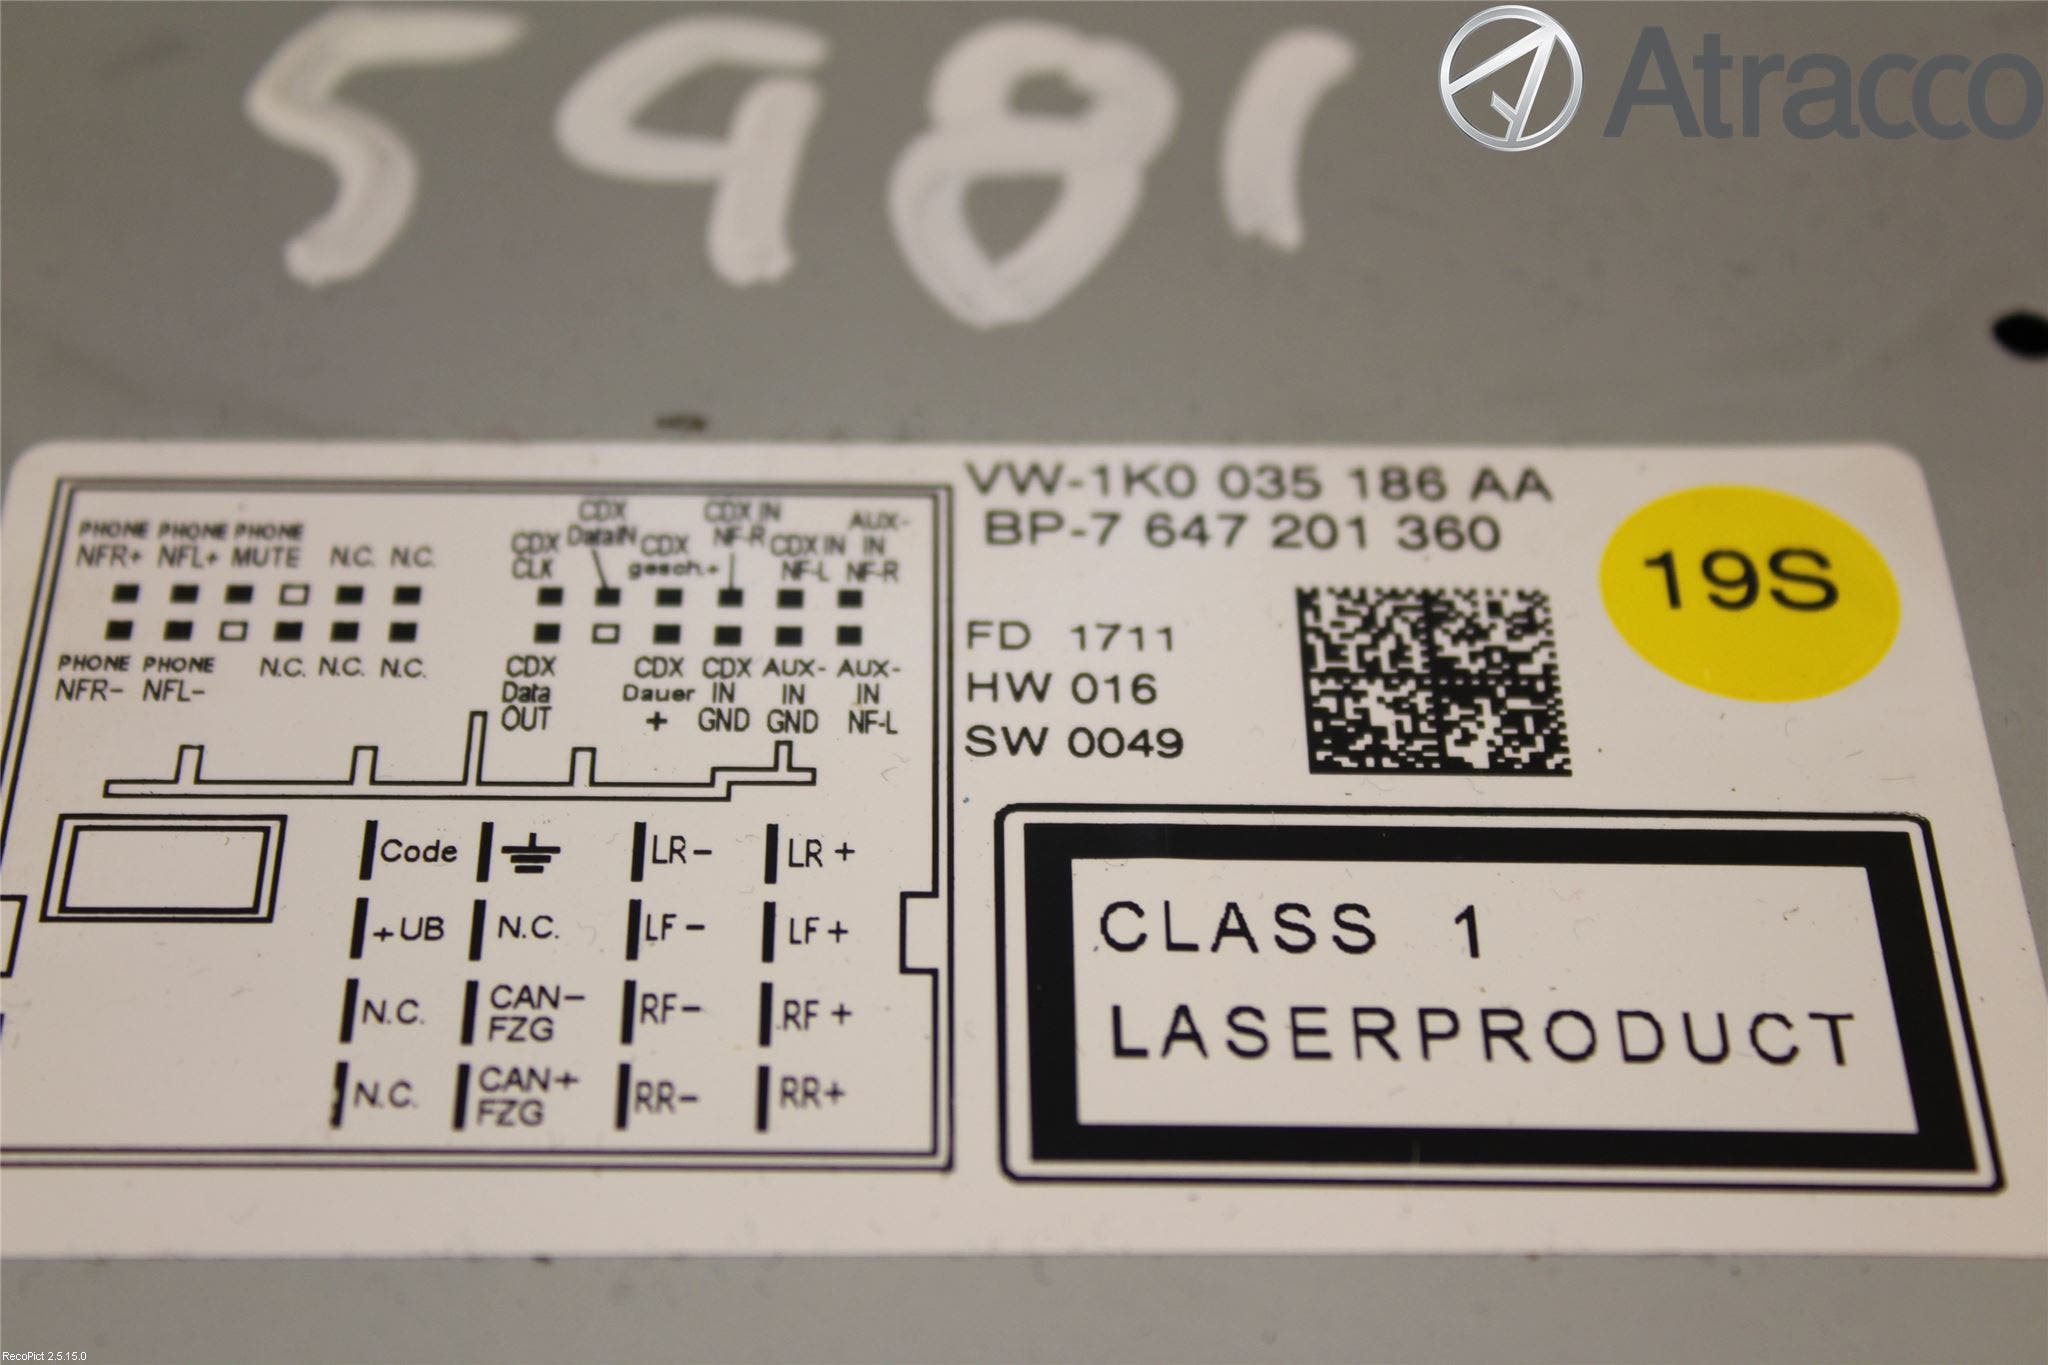 5981
Atracco
VW-1K0 035 186 AA
BP-7 647 201 360
19S
FD 1711
HW 016
SW 0049
CLASS 1
LASERPRODUCT
PHONE PHONE PHONE
NFR+ NFL+ MUTE N.C. N.C.
CDX CLK
CDX DataIN
CDX gesch.+
CDX IN NF-R
CDX IN NF-L
AUX-IN NF-R
PHONE PHONE
NFR- NFL- N.C. N.C. N.C.
CDX Data OUT
CDX Dauer +
CDX IN GND
AUX-IN GND
AUX-IN NF-L
Code LR- LR+
+UB N.C. LF- LF+
N.C. CAN- FZG RF- RF+
N.C. CAN+ FZG RR- RR+
RecoPict 2.5.15.0